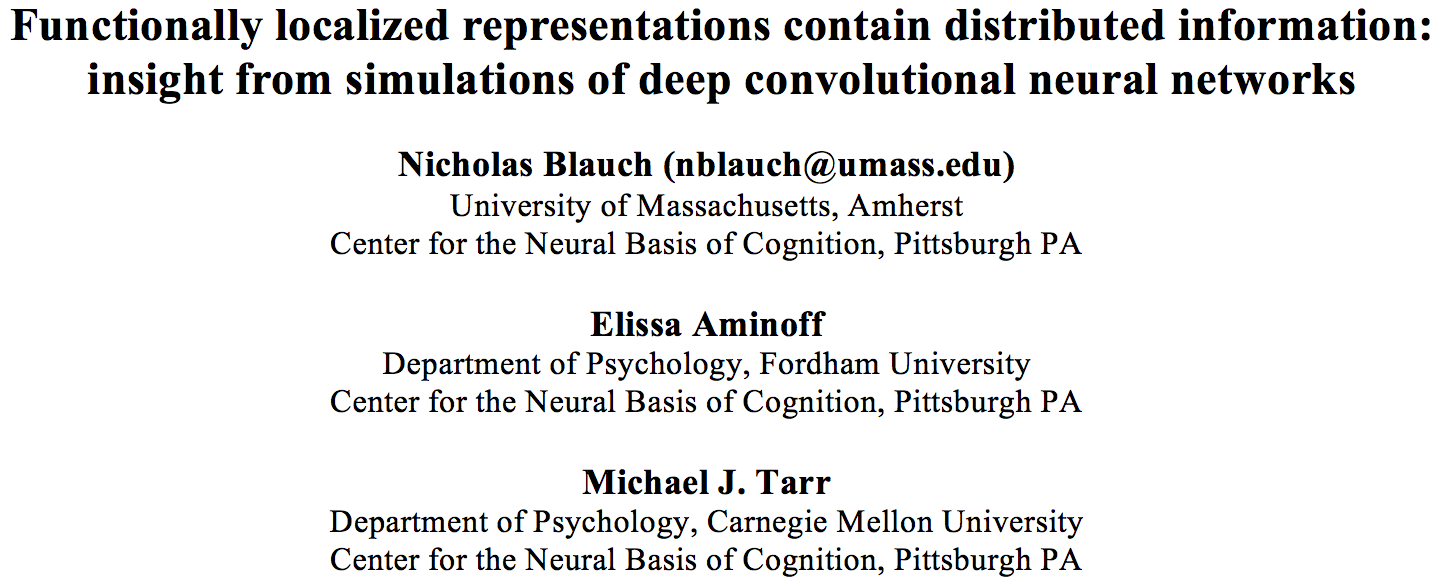 Functionally localized representations contain distributed information:
insight from simulations of deep convolutional neural networks
Nicholas Blauch (nblauch@umass.edu)
University of Massachusetts, Amherst
Center for the Neural Basis of Cognition, Pittsburgh PA
Elissa Aminoff
Department of Psychology, Fordham University
Center for the Neural Basis of Cognition, Pittsburgh PA
Michael J. Tarr
Department of Psychology, Carnegie Mellon University
Center for the Neural Basis of Cognition, Pittsburgh PA